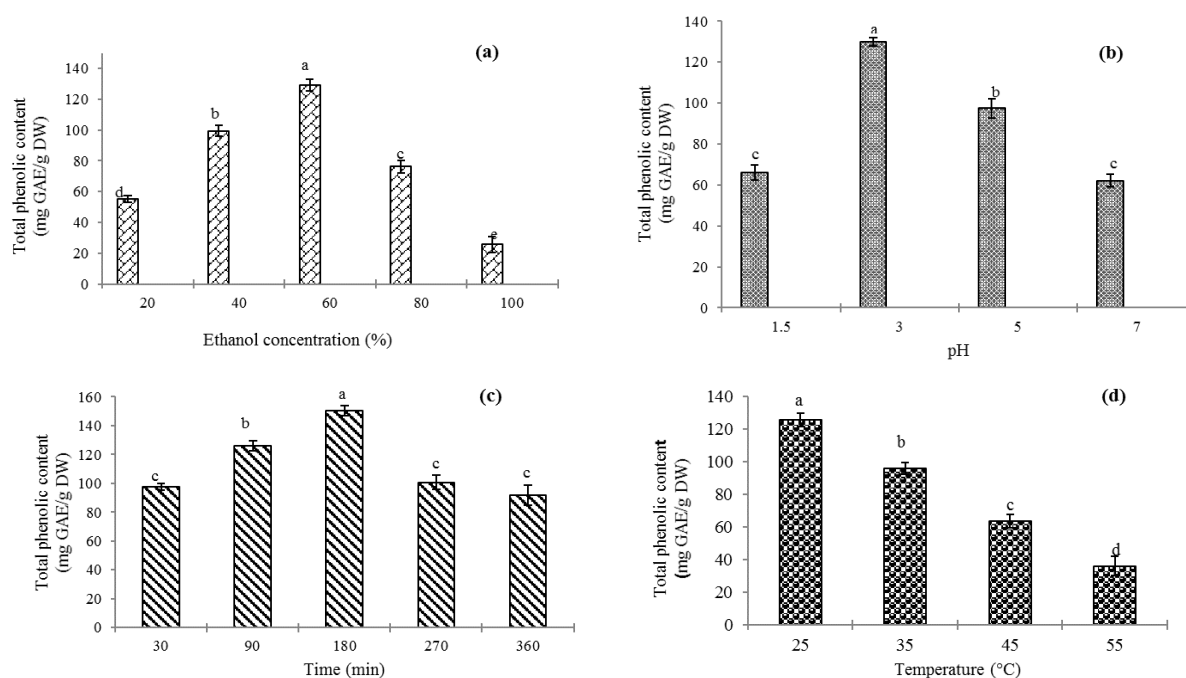 (a)
Total phenolic content
(mg GAE/g DW)
140
120
100
80
60
40
20
0
d
b
a
c
e
20 40 60 80 100
Ethanol concentration (%)
(b)
Total phenolic content
(mg GAE/g DW)
140
120
100
80
60
40
20
0
c
a
b
c
1.5 3 5 7
pH
(c)
Total phenolic content
(mg GAE/g DW)
160
140
120
100
80
60
40
20
0
c
b
a
c
c
30 90 180 270 360
Time (min)
(d)
Total phenolic content
(mg GAE/g DW)
140
120
100
80
60
40
20
0
a
b
c
d
25 35 45 55
Temperature (°C)